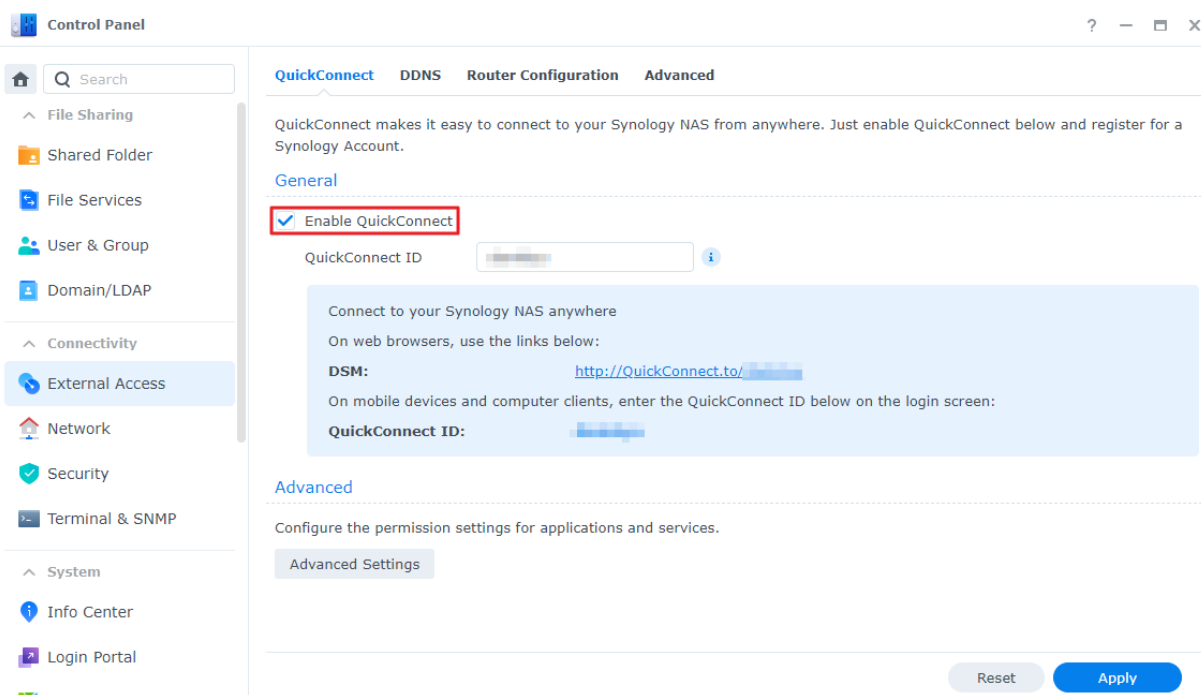 Control Panel
?
Search
File Sharing
Shared Folder
File Services
User & Group
Domain/LDAP
Connectivity
External Access
Network
Security
Terminal & SNMP
System
Info Center
Login Portal
QuickConnect DDNS Router Configuration Advanced
QuickConnect makes it easy to connect to your Synology NAS from anywhere. Just enable QuickConnect below and register for a
Synology Account.
General
Enable QuickConnect
QuickConnect ID
Connect to your Synology NAS anywhere
On web browsers, use the links below:
DSM: http://QuickConnect.to/
On mobile devices and computer clients, enter the QuickConnect ID below on the login screen:
QuickConnect ID:
Advanced
Configure the permission settings for applications and services.
Advanced Settings
Reset Apply